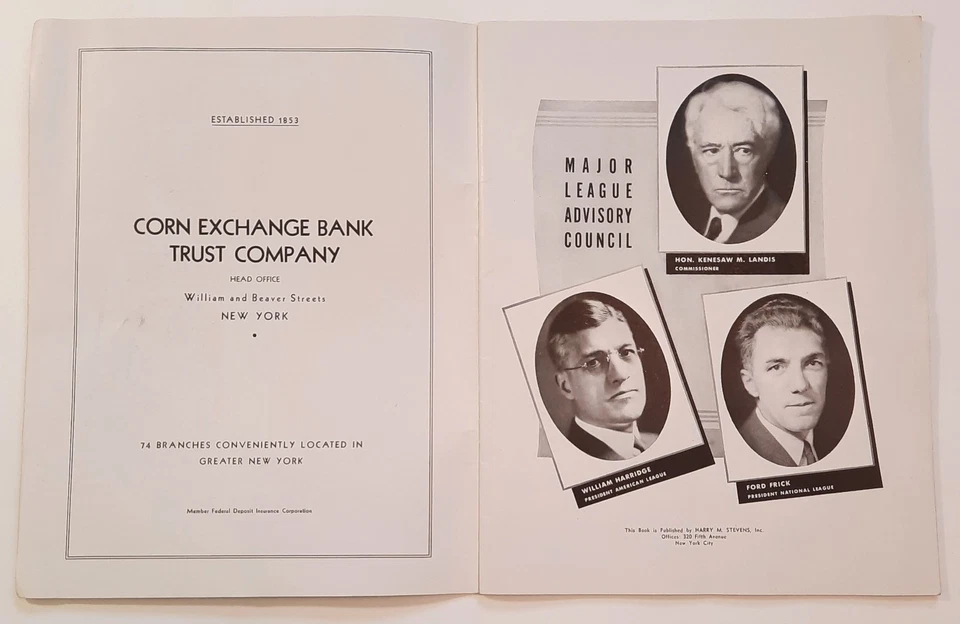 ESTABLISHED 1853
CORN EXCHANGE BANK
TRUST COMPANY
HEAD OFFICE
William and Beaver Streets
NEW YORK
74 BRANCHES CONVENIENTLY LOCATED IN
GREATER NEW YORK
Member Federal Deposit Insurance Corporation
MAJOR
LEAGUE
ADVISORY
COUNCIL
HON. KENESAW M. LANDIS
COMMISSIONER
WILLIAM HARRIDGE
PRESIDENT AMERICAN LEAGUE
FORD FRICK
PRESIDENT NATIONAL LEAGUE
This Book is Published by HARRY M. STEVENS, Inc.
Offices: 320 Fifth Avenue
New York City